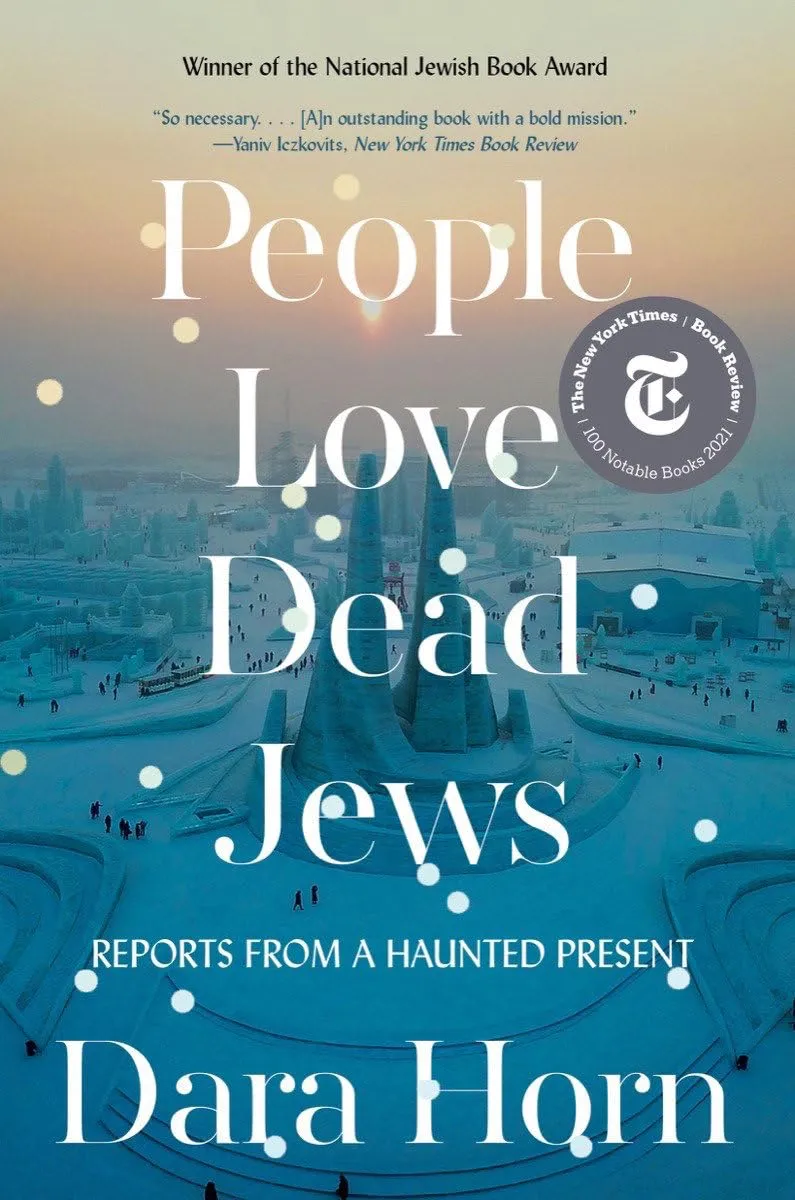 Winner of the National Jewish Book Award
“So necessary. . . . [A]n outstanding book with a bold mission.”
—Yaniv Iczkovits, New York Times Book Review
People
Love
Dead
Jews
The New York Times | Book Review
T
| 100 Notable Books 2021 |
REPORTS FROM A HAUNTED PRESENT
Dara Horn